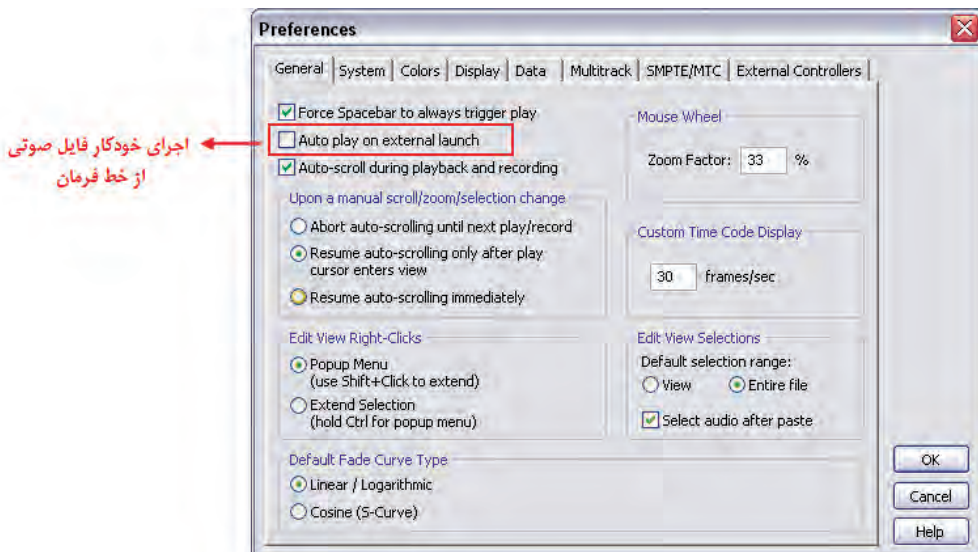 Preferences
General System Colors Display Data Multitrack SMPTE/MTC External Controllers
Force Spacebar to always trigger play
Auto play on external launch
Auto-scroll during playback and recording
Upon a manual scroll/zoom/selection change
Abort auto-scrolling until next play/record
Resume auto-scrolling only after play
cursor enters view
Resume auto-scrolling immediately
Mouse Wheel
Zoom Factor: 33 %
Custom Time Code Display
30 frames/sec
Edit View Right-Clicks
Popup Menu
(use Shift+Click to extend)
Extend Selection
(hold Ctrl for popup menu)
Edit View Selections
Default selection range:
View Entire file
Select audio after paste
Default Fade Curve Type
Linear / Logarithmic
Cosine (S-Curve)
OK
Cancel
Help
اجرای خودکار فایل صوتی
از خط فرمان